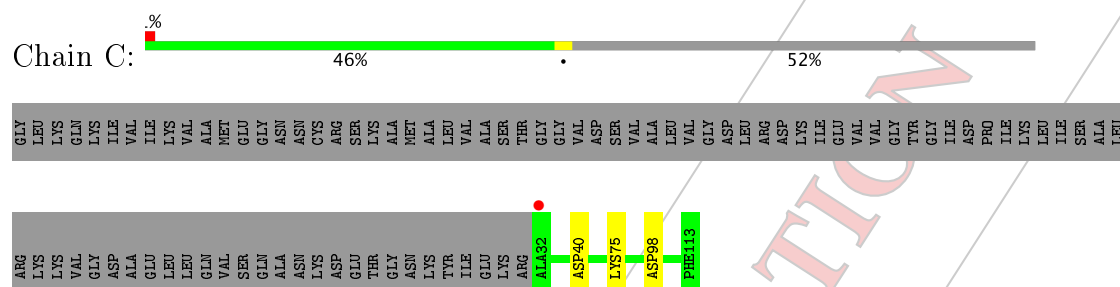 .%
Chain C:
46%
•
52%
GLY LEU LYS GLN LYS ILE VAL ILE LYS VAL ALA MET GLU GLY ASN ASN CYS ARG SER LYS ALA MET ALA LEU VAL ALA SER THR GLY GLY VAL ASP SER VAL ALA LEU VAL GLY ASP LEU ARG ASP LYS ILE GLU VAL VAL GLY TYR GLY ILE ASP PRO ILE LYS LEU ILE SER ALA LEU
ARG LYS LYS VAL GLY ASP ALA GLU LEU LEU GLN VAL SER GLN ALA ASN LYS ASP GLU THR GLY ASN LYS TYR ILE GLU LYS ARG ALA32 ASP40 LYS75 ASP98 PHE113
TION